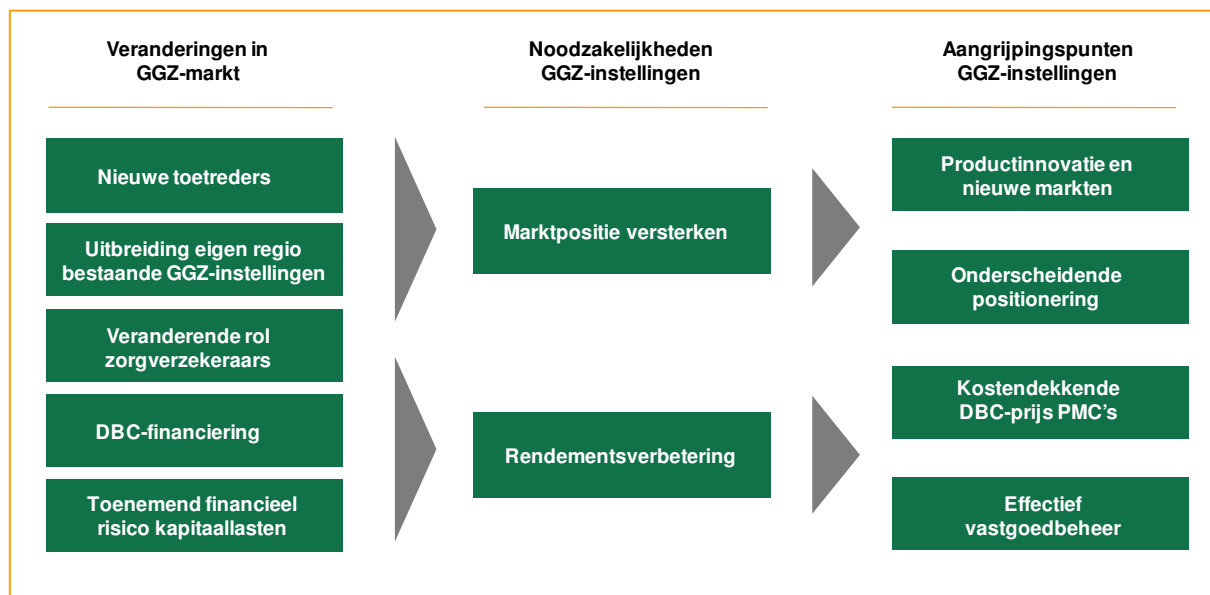 Veranderingen in
GGZ-markt
Nieuwe toetreders
Uitbreiding eigen regio
bestaande GGZ-instellingen
Veranderende rol
zorgverzekeraars
DBC-financiering
Toenemend financieel
risico kapitaallasten
Noodzakelijkheden
GGZ-instellingen
Marktpositie versterken
Rendementsverbetering
Aangrijpingspunten
GGZ-instellingen
Productinnovatie en
nieuwe markten
Onderscheidende
positionering
Kostendekkende
DBC-prijs PMC's
Effectief
vastgoedbeheer